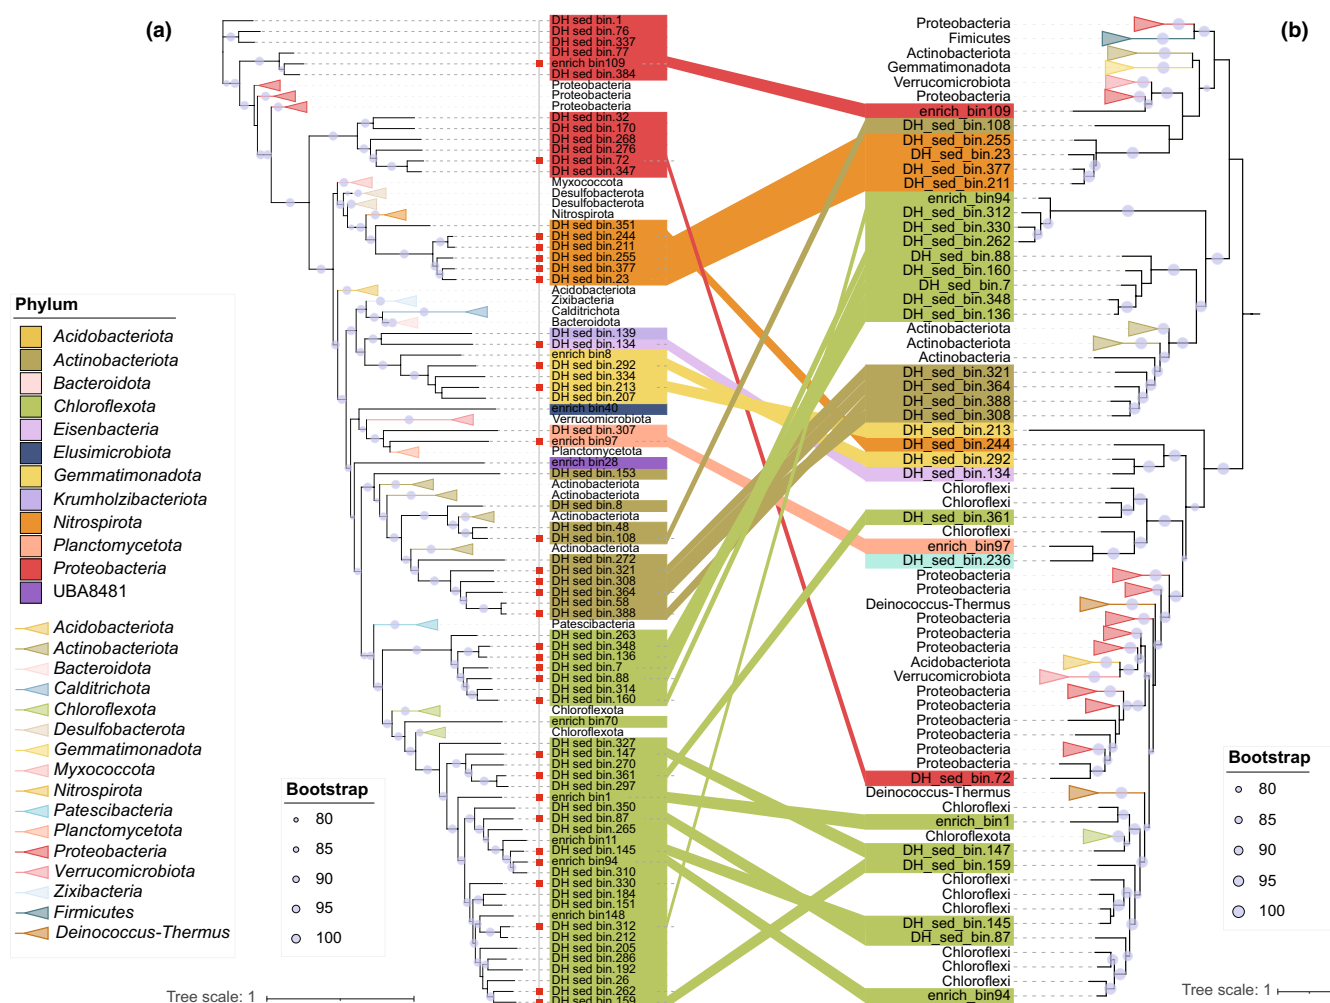 (a)
DH sed bin.1
DH sed bin.76
DH sed bin.337
DH sed bin.77
enrich bin109
DH sed bin.384
Proteobacteria
Proteobacteria
Proteobacteria
DH sed bin.32
DH sed bin.170
DH sed bin.268
DH sed bin.276
DH sed bin.72
DH sed bin.347
Myxococcota
Desulfobacterota
Desulfobacterota
Nitrospirota
DH sed bin.351
DH sed bin.244
DH sed bin.211
DH sed bin.255
DH sed bin.377
DH sed bin.23
Acidobacteriota
Zixibacteria
Calditrichota
Bacteroidota
DH sed bin.139
DH sed bin.134
enrich bin8
DH sed bin.292
DH sed bin.334
DH sed bin.213
DH sed bin.207
enrich bin40
Verrucomicrobiota
DH sed bin.307
enrich bin97
Planctomycetota
enrich bin28
DH sed bin.153
Actinobacteriota
Actinobacteriota
DH sed bin.8
Actinobacteriota
DH sed bin.48
DH sed bin.108
Actinobacteriota
DH sed bin.272
DH sed bin.321
DH sed bin.308
DH sed bin.364
DH sed bin.58
DH sed bin.388
Patescibacteria
DH sed bin.263
DH sed bin.348
DH sed bin.136
DH sed bin.7
DH sed bin.88
DH sed bin.314
DH sed bin.160
Chloroflexota
enrich bin70
Chloroflexota
DH sed bin.327
DH sed bin.147
DH sed bin.270
DH sed bin.361
DH sed bin.297
enrich bin1
DH sed bin.350
DH sed bin.87
DH sed bin.265
enrich bin11
DH sed bin.145
enrich bin94
DH sed bin.310
DH sed bin.330
DH sed bin.184
DH sed bin.151
enrich bin148
DH sed bin.312
DH sed bin.212
DH sed bin.205
DH sed bin.286
DH sed bin.192
DH sed bin.26
DH sed bin.262
DH sed bin.159
Phylum
Acidobacteriota
Actinobacteriota
Bacteroidota
Chloroflexota
Eisenbacteria
Elusimicrobiota
Gemmatimonadota
Krumholzibacteriota
Nitrospirota
Planctomycetota
Proteobacteria
UBA8481
Acidobacteriota
Actinobacteriota
Bacteroidota
Calditrichota
Chloroflexota
Desulfobacterota
Gemmatimonadota
Myxococcota
Nitrospirota
Patescibacteria
Planctomycetota
Proteobacteria
Verrucomicrobiota
Zixibacteria
Firmicutes
Deinococcus-Thermus
Bootstrap
80
85
90
95
100
Tree scale: 1
(b)
Proteobacteria
Fimicutes
Actinobacteriota
Gemmatimonadota
Verrucomicrobiota
Proteobacteria
enrich_bin109
DH_sed_bin.108
DH_sed_bin.255
DH_sed_bin.23
DH_sed_bin.377
DH_sed_bin.211
enrich_bin94
DH_sed_bin.312
DH_sed_bin.330
DH_sed_bin.262
DH_sed_bin.88
DH_sed_bin.160
DH_sed_bin.7
DH_sed_bin.348
DH_sed_bin.136
Actinobacteriota
Actinobacteriota
Actinobacteria
DH_sed_bin.321
DH_sed_bin.364
DH_sed_bin.388
DH_sed_bin.308
DH_sed_bin.213
DH_sed_bin.244
DH_sed_bin.292
DH_sed_bin.134
Chloroflexi
Chloroflexi
DH_sed_bin.361
Chloroflexi
enrich_bin97
DH_sed_bin.236
Proteobacteria
Proteobacteria
Deinococcus-Thermus
Proteobacteria
Proteobacteria
Proteobacteria
Acidobacteriota
Verrucomicrobiota
Proteobacteria
Proteobacteria
Proteobacteria
Proteobacteria
Proteobacteria
Proteobacteria
DH_sed_bin.72
Deinococcus-Thermus
Chloroflexi
enrich_bin1
Chloroflexota
DH_sed_bin.147
DH_sed_bin.159
Chloroflexi
Chloroflexi
Chloroflexi
DH_sed_bin.145
DH_sed_bin.87
Chloroflexi
Chloroflexi
Chloroflexi
enrich_bin94
Bootstrap
80
85
90
95
100
Tree scale: 1